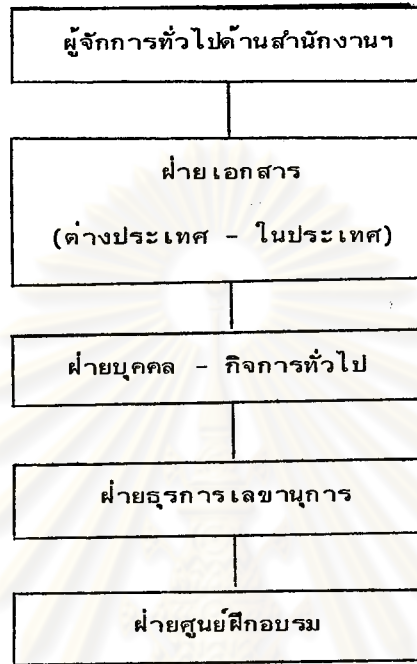 ผู้จักการทั่วไปด้านสำนักงานฯ
ฝ่ายเอกสาร
(ต่างประเทศ - ในประเทศ)
ฝ่ายบุคคล - กิจการทั่วไป
ฝ่ายธุรการเลขานุการ
ฝ่ายศูนย์ฝึกอบรม